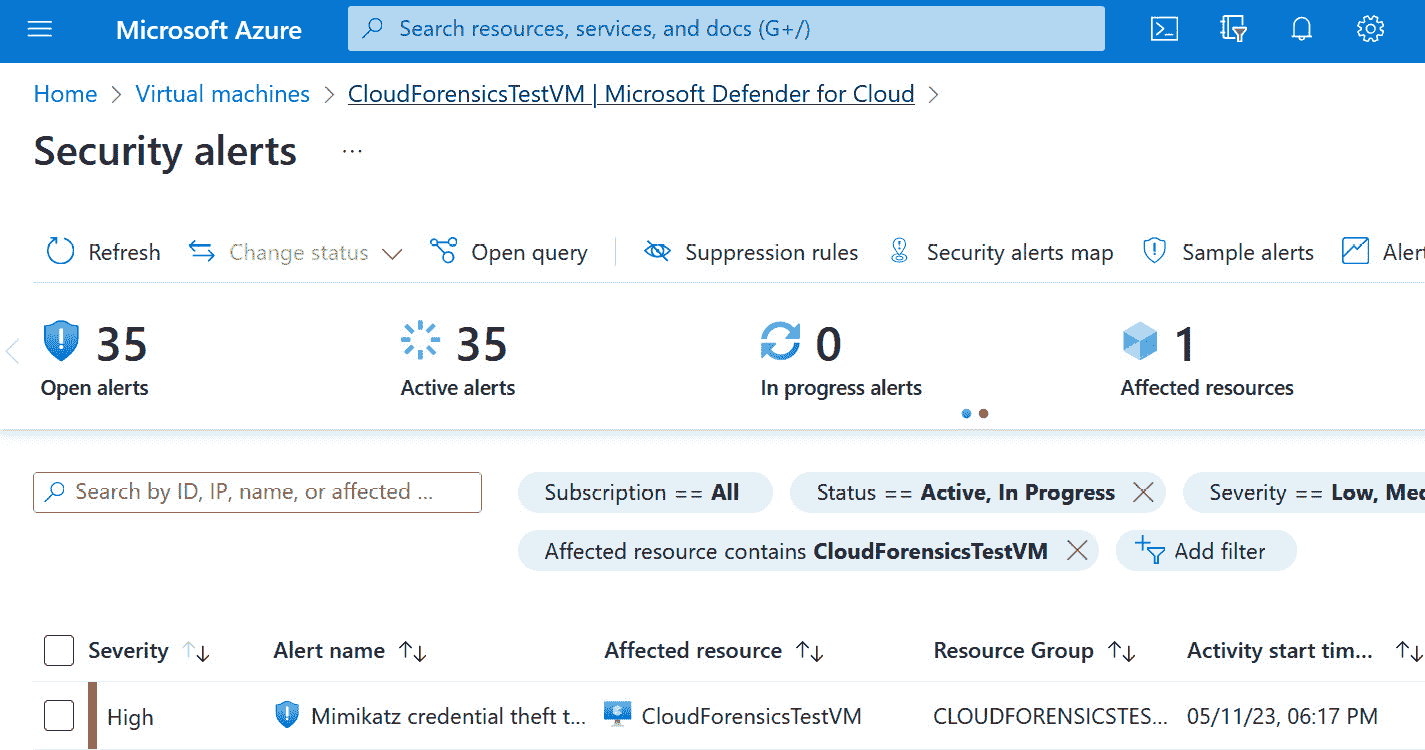 Microsoft Azure
Search resources, services, and docs (G+/)
Home > Virtual machines > CloudForensicsTestVM | Microsoft Defender for Cloud >
Security alerts ...
Refresh Change status Open query Suppression rules Security alerts map Sample alerts Alert
35 35 0 1
Open alerts Active alerts In progress alerts Affected resources
Search by ID, IP, name, or affected ... Subscription == All Status == Active, In Progress Severity == Low, Med
Affected resource contains CloudForensicsTestVM Add filter
Severity Alert name Affected resource Resource Group Activity start tim...
High Mimikatz credential theft t... CloudForensicsTestVM CLOUDFORENSICSTES... 05/11/23, 06:17 PM